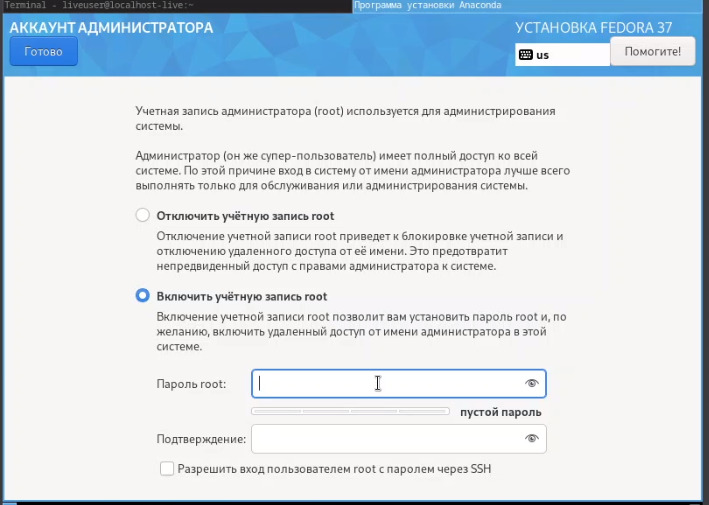 Terminal - liveuser@localhost-live:~
Программа установки Anaconda
АККАУНТ АДМИНИСТРАТОРА
УСТАНОВКА FEDORA 37
Готово
us
Помогите!
Учетная запись администратора (root) используется для администрирования
системы.
Администратор (он же супер-пользователь) имеет полный доступ ко всей
системе. По этой причине вход в систему от имени администратора лучше всего
выполнять только для обслуживания или администрирования системы.
Отключить учётную запись root
Отключение учетной записи root приведет к блокировке учетной записи и
отключению удаленного доступа от её имени. Это предотвратит
непредвиденный доступ с правами администратора к системе.
Включить учётную запись root
Включение учетной записи root позволит вам установить пароль root и, по
желанию, включить удаленный доступ от имени администратора в этой
системе.
Пароль root:
пустой пароль
Подтверждение:
Разрешить вход пользователем root с паролем через SSH